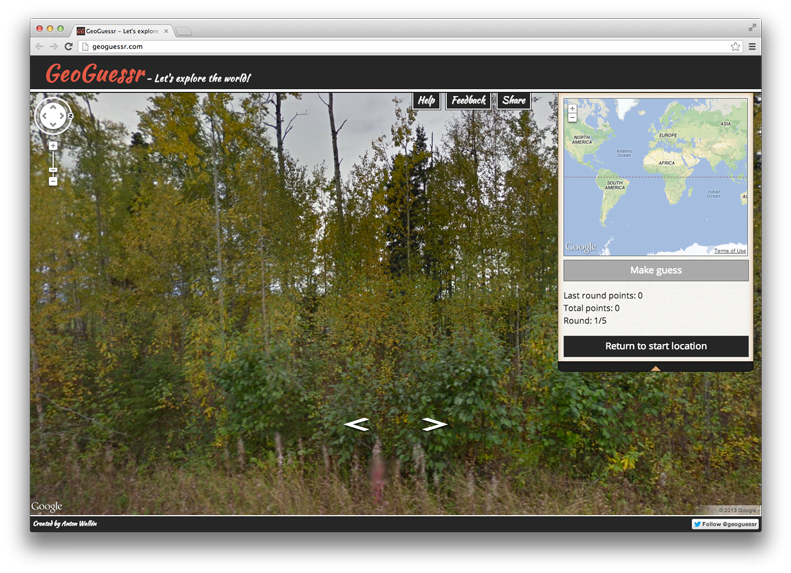 GeoGuessr – Let's explore
geoguessr.com
GeoGuessr – Let's explore the world!
Help
Feedback
Share
NORTH
AMERICA
SOUTH
AMERICA
Atlantic
Ocean
EUROPE
AFRICA
ASIA
Indian
Ocean
Google
Terms of Use
Make guess
Last round points: 0
Total points: 0
Round: 1/5
Return to start location
Google
© 2013 Google
Created by Anton Wallén
Follow @geoguessr